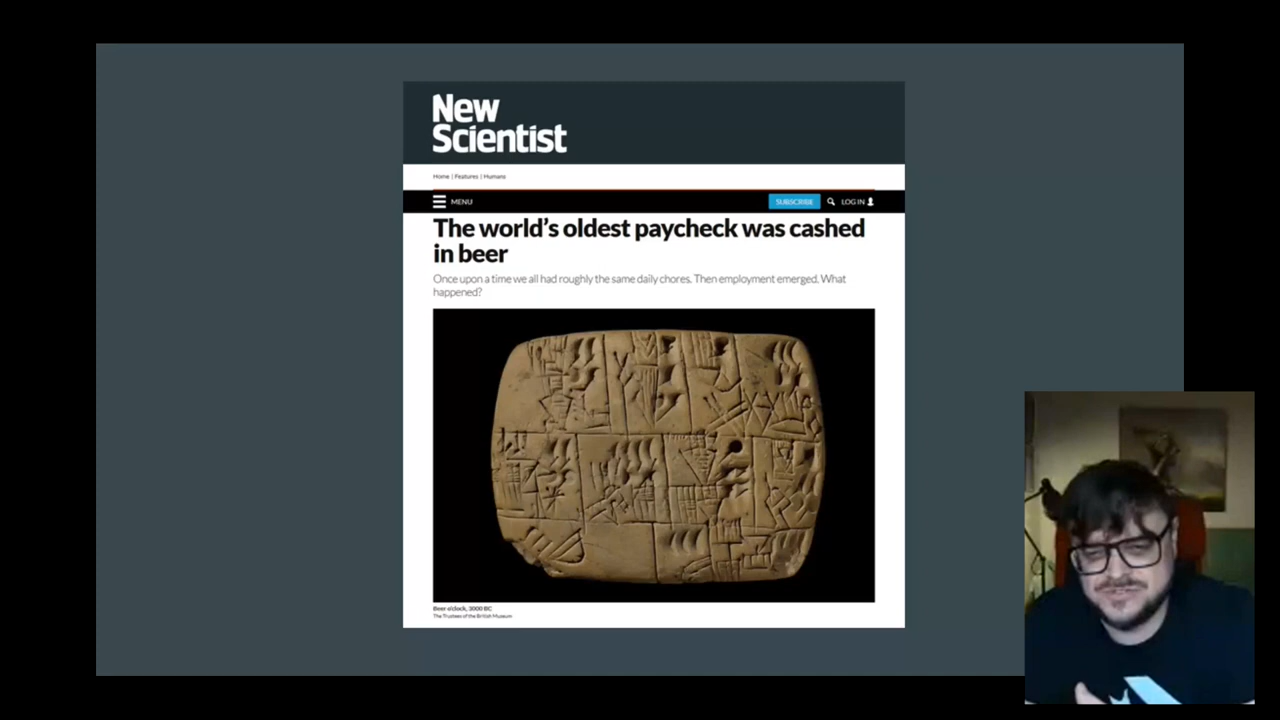 New
Scientist
Home | Features | Humans
MENU
SUBSCRIBE
LOG IN
The world's oldest paycheck was cashed
in beer
Once upon a time we all had roughly the same daily chores. Then employment emerged. What
happened?
Beer o'clock, 3000 BC
The Trustees of the British Museum